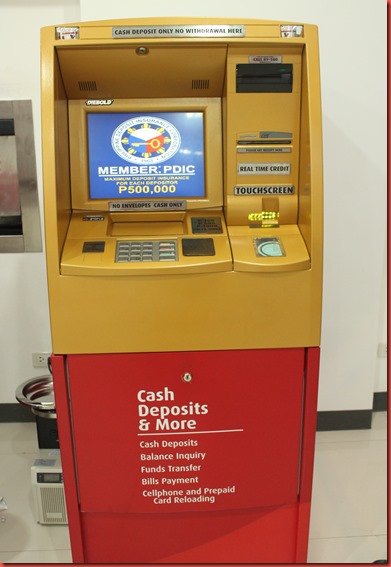 CASH DEPOSIT ONLY NO WITHDRAWAL HERE
DIEBOLD
MEMBER: PDIC
MAXIMUM DEPOSIT INSURANCE
FOR EACH DEPOSITOR
₱500,000
NO ENVELOPES CASH ONLY
REAL TIME CREDIT
TOUCHSCREEN
Cash
Deposits
& More
Cash Deposits
Balance Inquiry
Funds Transfer
Bills Payment
Cellphone and Prepaid
Card Reloading